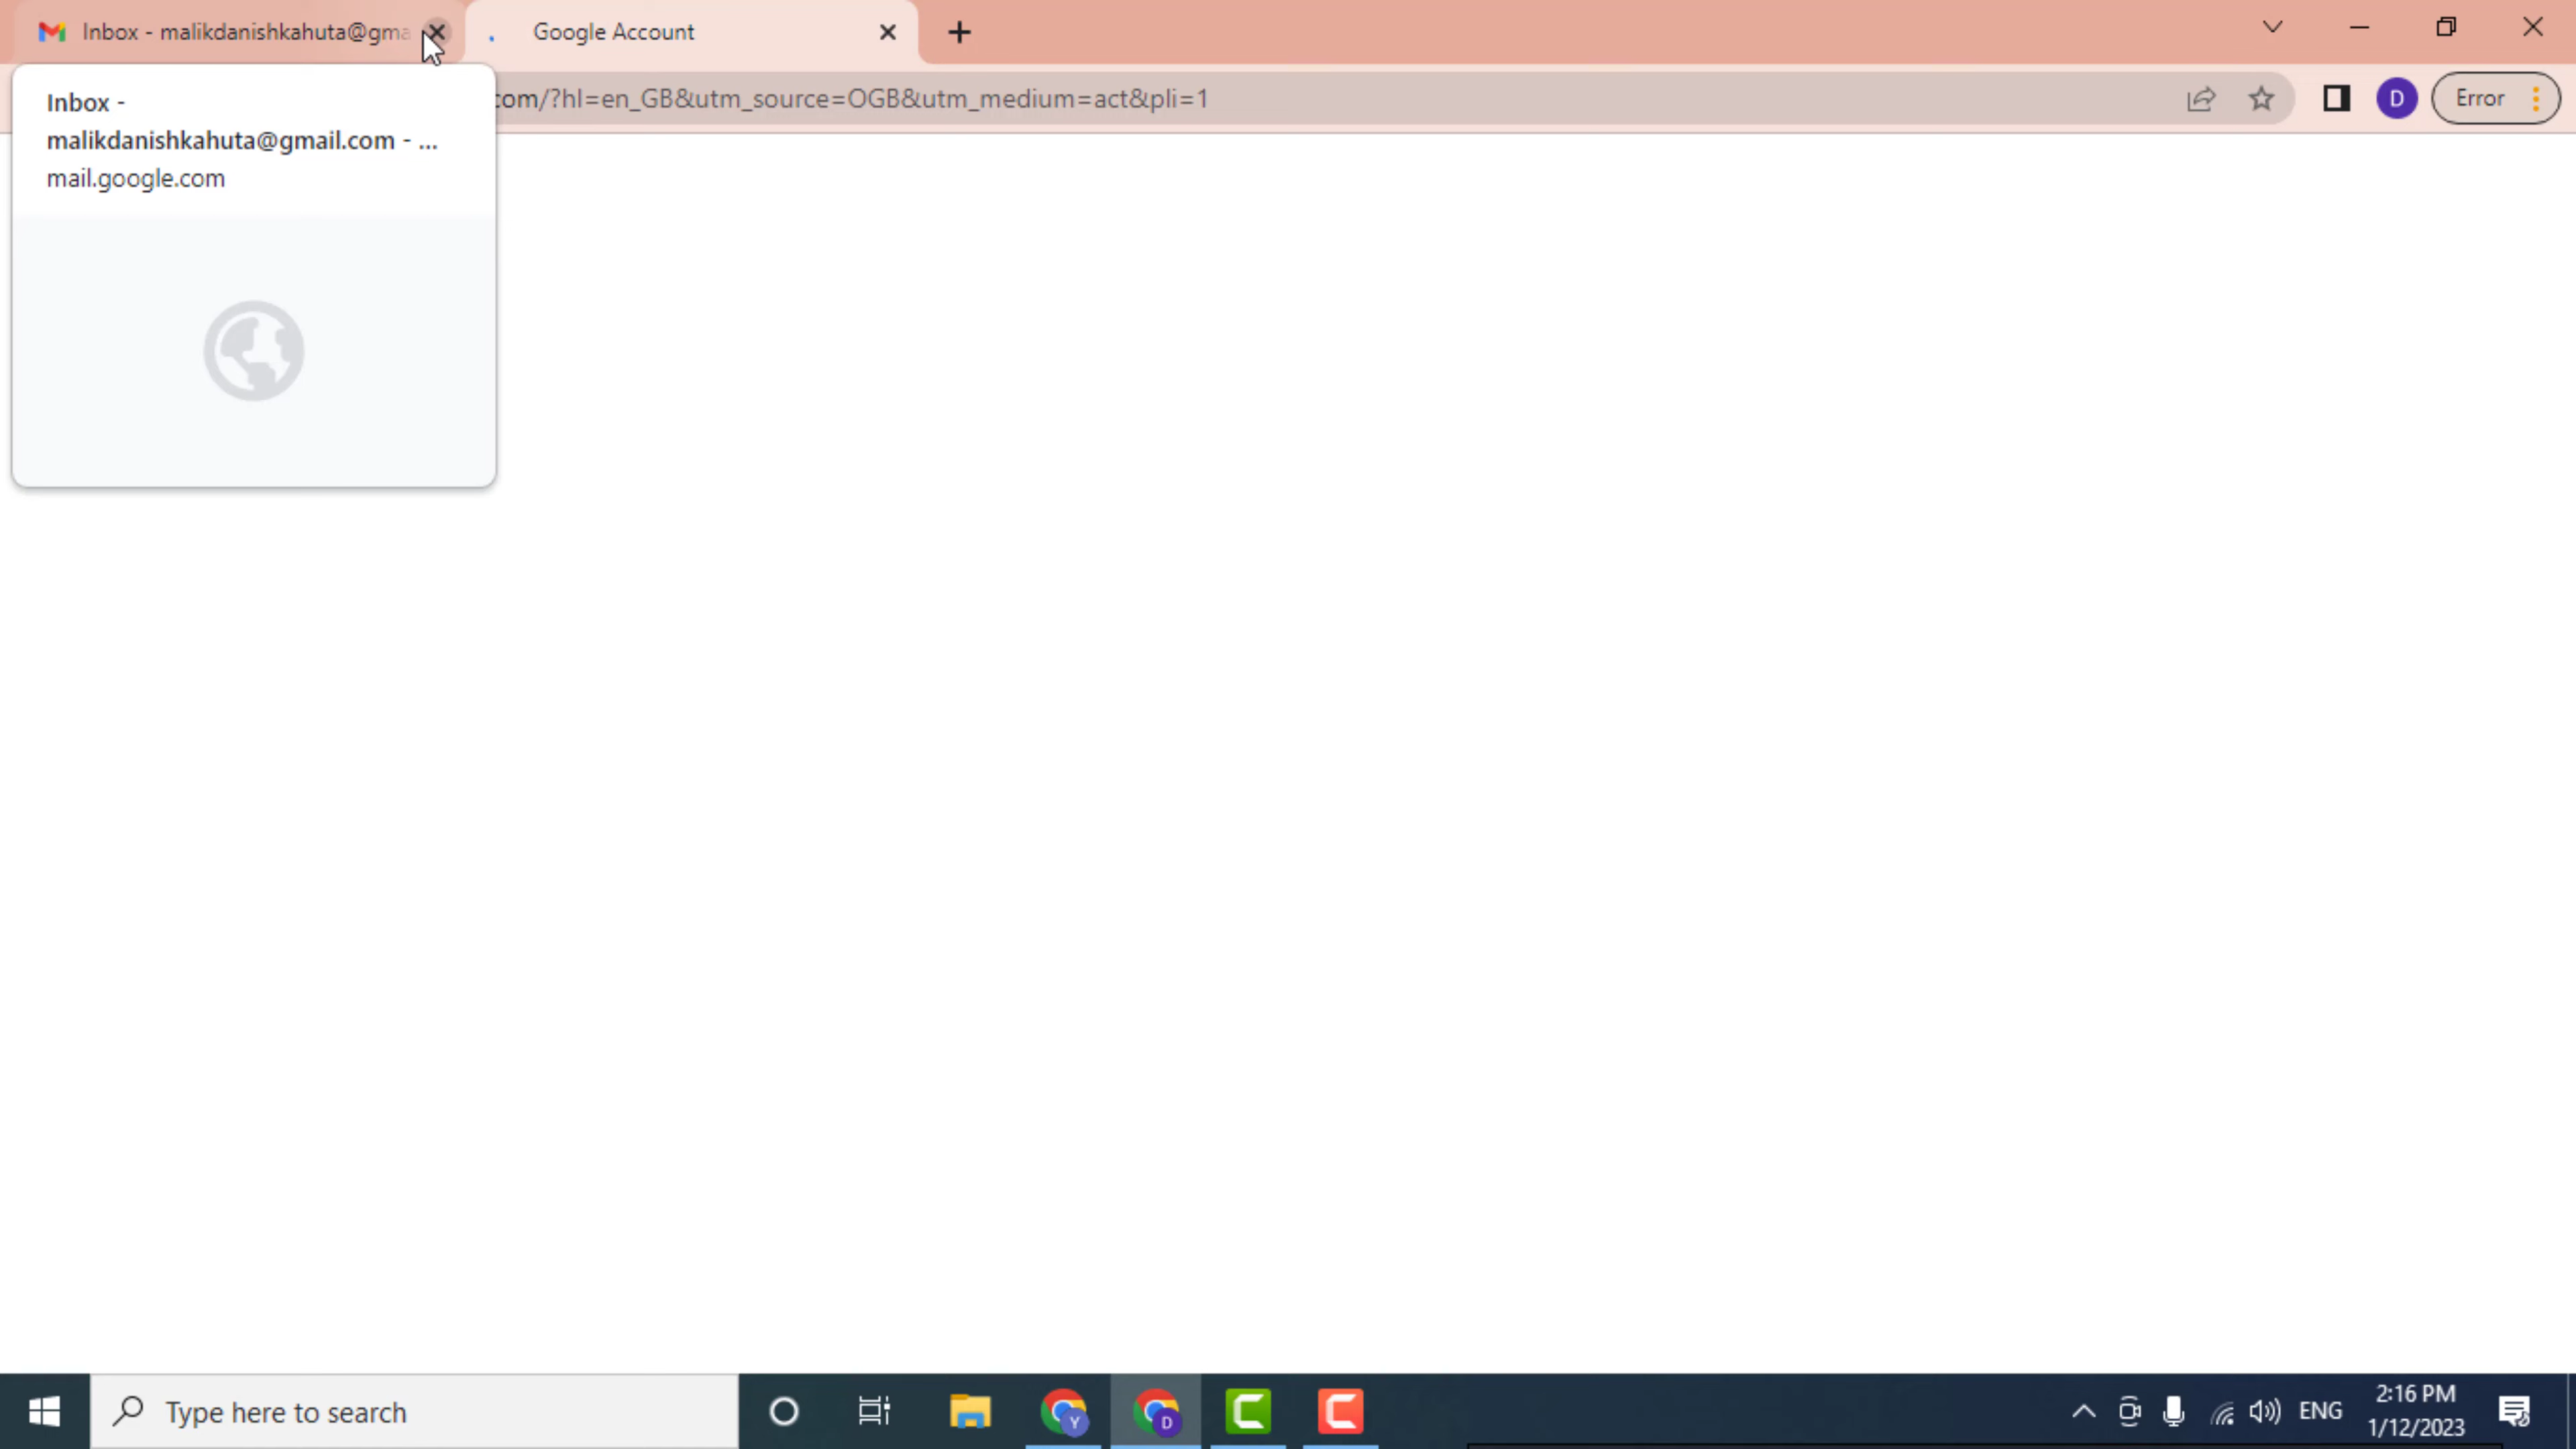 Inbox - malikdanishkahuta@gma
Google Account
com/?hl=en_GB&utm_source=OGB&utm_medium=act&pli=1
D
Error
Inbox -
malikdanishkahuta@gmail.com - ...
mail.google.com
Type here to search
Y
D
ENG
2:16 PM
1/12/2023